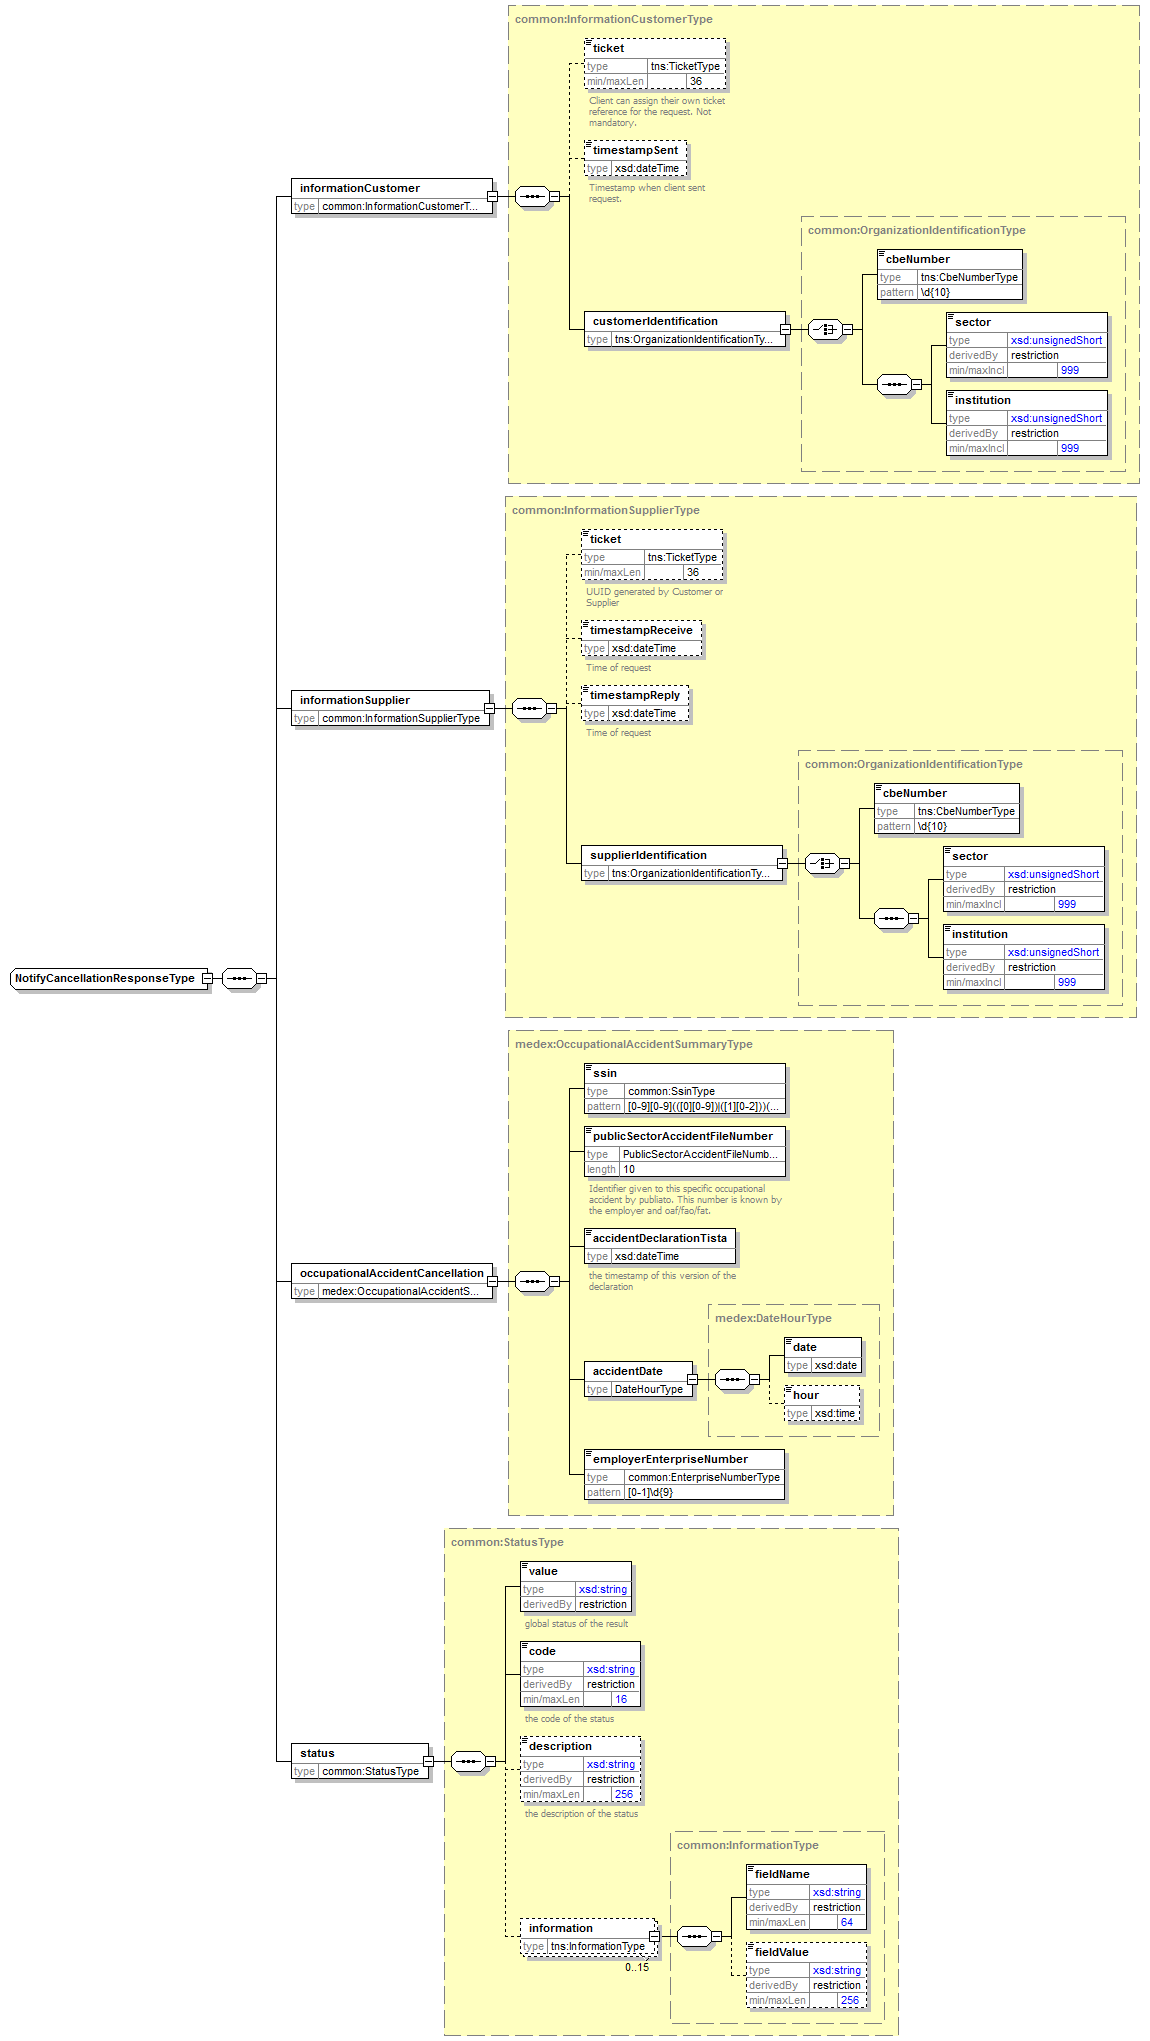 common:InformationCustomerType
ticket
type tns:TicketType
min/maxLen 36
Client can assign their own ticket
reference for the request. Not
mandatory.
timestampSent
type xsd:dateTime
Timestamp when client sent
request.
informationCustomer
type common:InformationCustomerT...
common:OrganizationIdentificationType
cbeNumber
type tns:CbeNumberType
pattern \d{10}
customerIdentification
type tns:OrganizationIdentificationTy...
sector
type xsd:unsignedShort
derivedBy restriction
min/maxIncl 999
institution
type xsd:unsignedShort
derivedBy restriction
min/maxIncl 999
common:InformationSupplierType
ticket
type tns:TicketType
min/maxLen 36
UUID generated by Customer or
Supplier
timestampReceive
type xsd:dateTime
Time of request
informationSupplier
type common:InformationSupplierType
timestampReply
type xsd:dateTime
Time of request
common:OrganizationIdentificationType
cbeNumber
type tns:CbeNumberType
pattern \d{10}
supplierIdentification
type tns:OrganizationIdentificationTy...
sector
type xsd:unsignedShort
derivedBy restriction
min/maxIncl 999
institution
type xsd:unsignedShort
derivedBy restriction
min/maxIncl 999
NotifyCancellationResponseType
medex:OccupationalAccidentSummaryType
ssin
type common:SsinType
pattern [0-9][0-9](([0][0-9])|([1][0-2]))(...
publicSectorAccidentFileNumber
type PublicSectorAccidentFileNumb...
length 10
Identifier given to this specific occupational
accident by publiato. This number is known by
the employer and oaf/fao/fat.
accidentDeclarationTista
type xsd:dateTime
the timestamp of this version of the
declaration
occupationalAccidentCancellation
type medex:OccupationalAccidentS...
medex:DateHourType
date
type xsd:date
accidentDate
type DateHourType
hour
type xsd:time
employerEnterpriseNumber
type common:EnterpriseNumberType
pattern [0-1]\d{9}
common:StatusType
value
type xsd:string
derivedBy restriction
global status of the result
code
type xsd:string
derivedBy restriction
min/maxLen 16
the code of the status
status
type common:StatusType
description
type xsd:string
derivedBy restriction
min/maxLen 256
the description of the status
common:InformationType
fieldName
type xsd:string
derivedBy restriction
min/maxLen 64
information
type tns:InformationType
0..15
fieldValue
type xsd:string
derivedBy restriction
min/maxLen 256